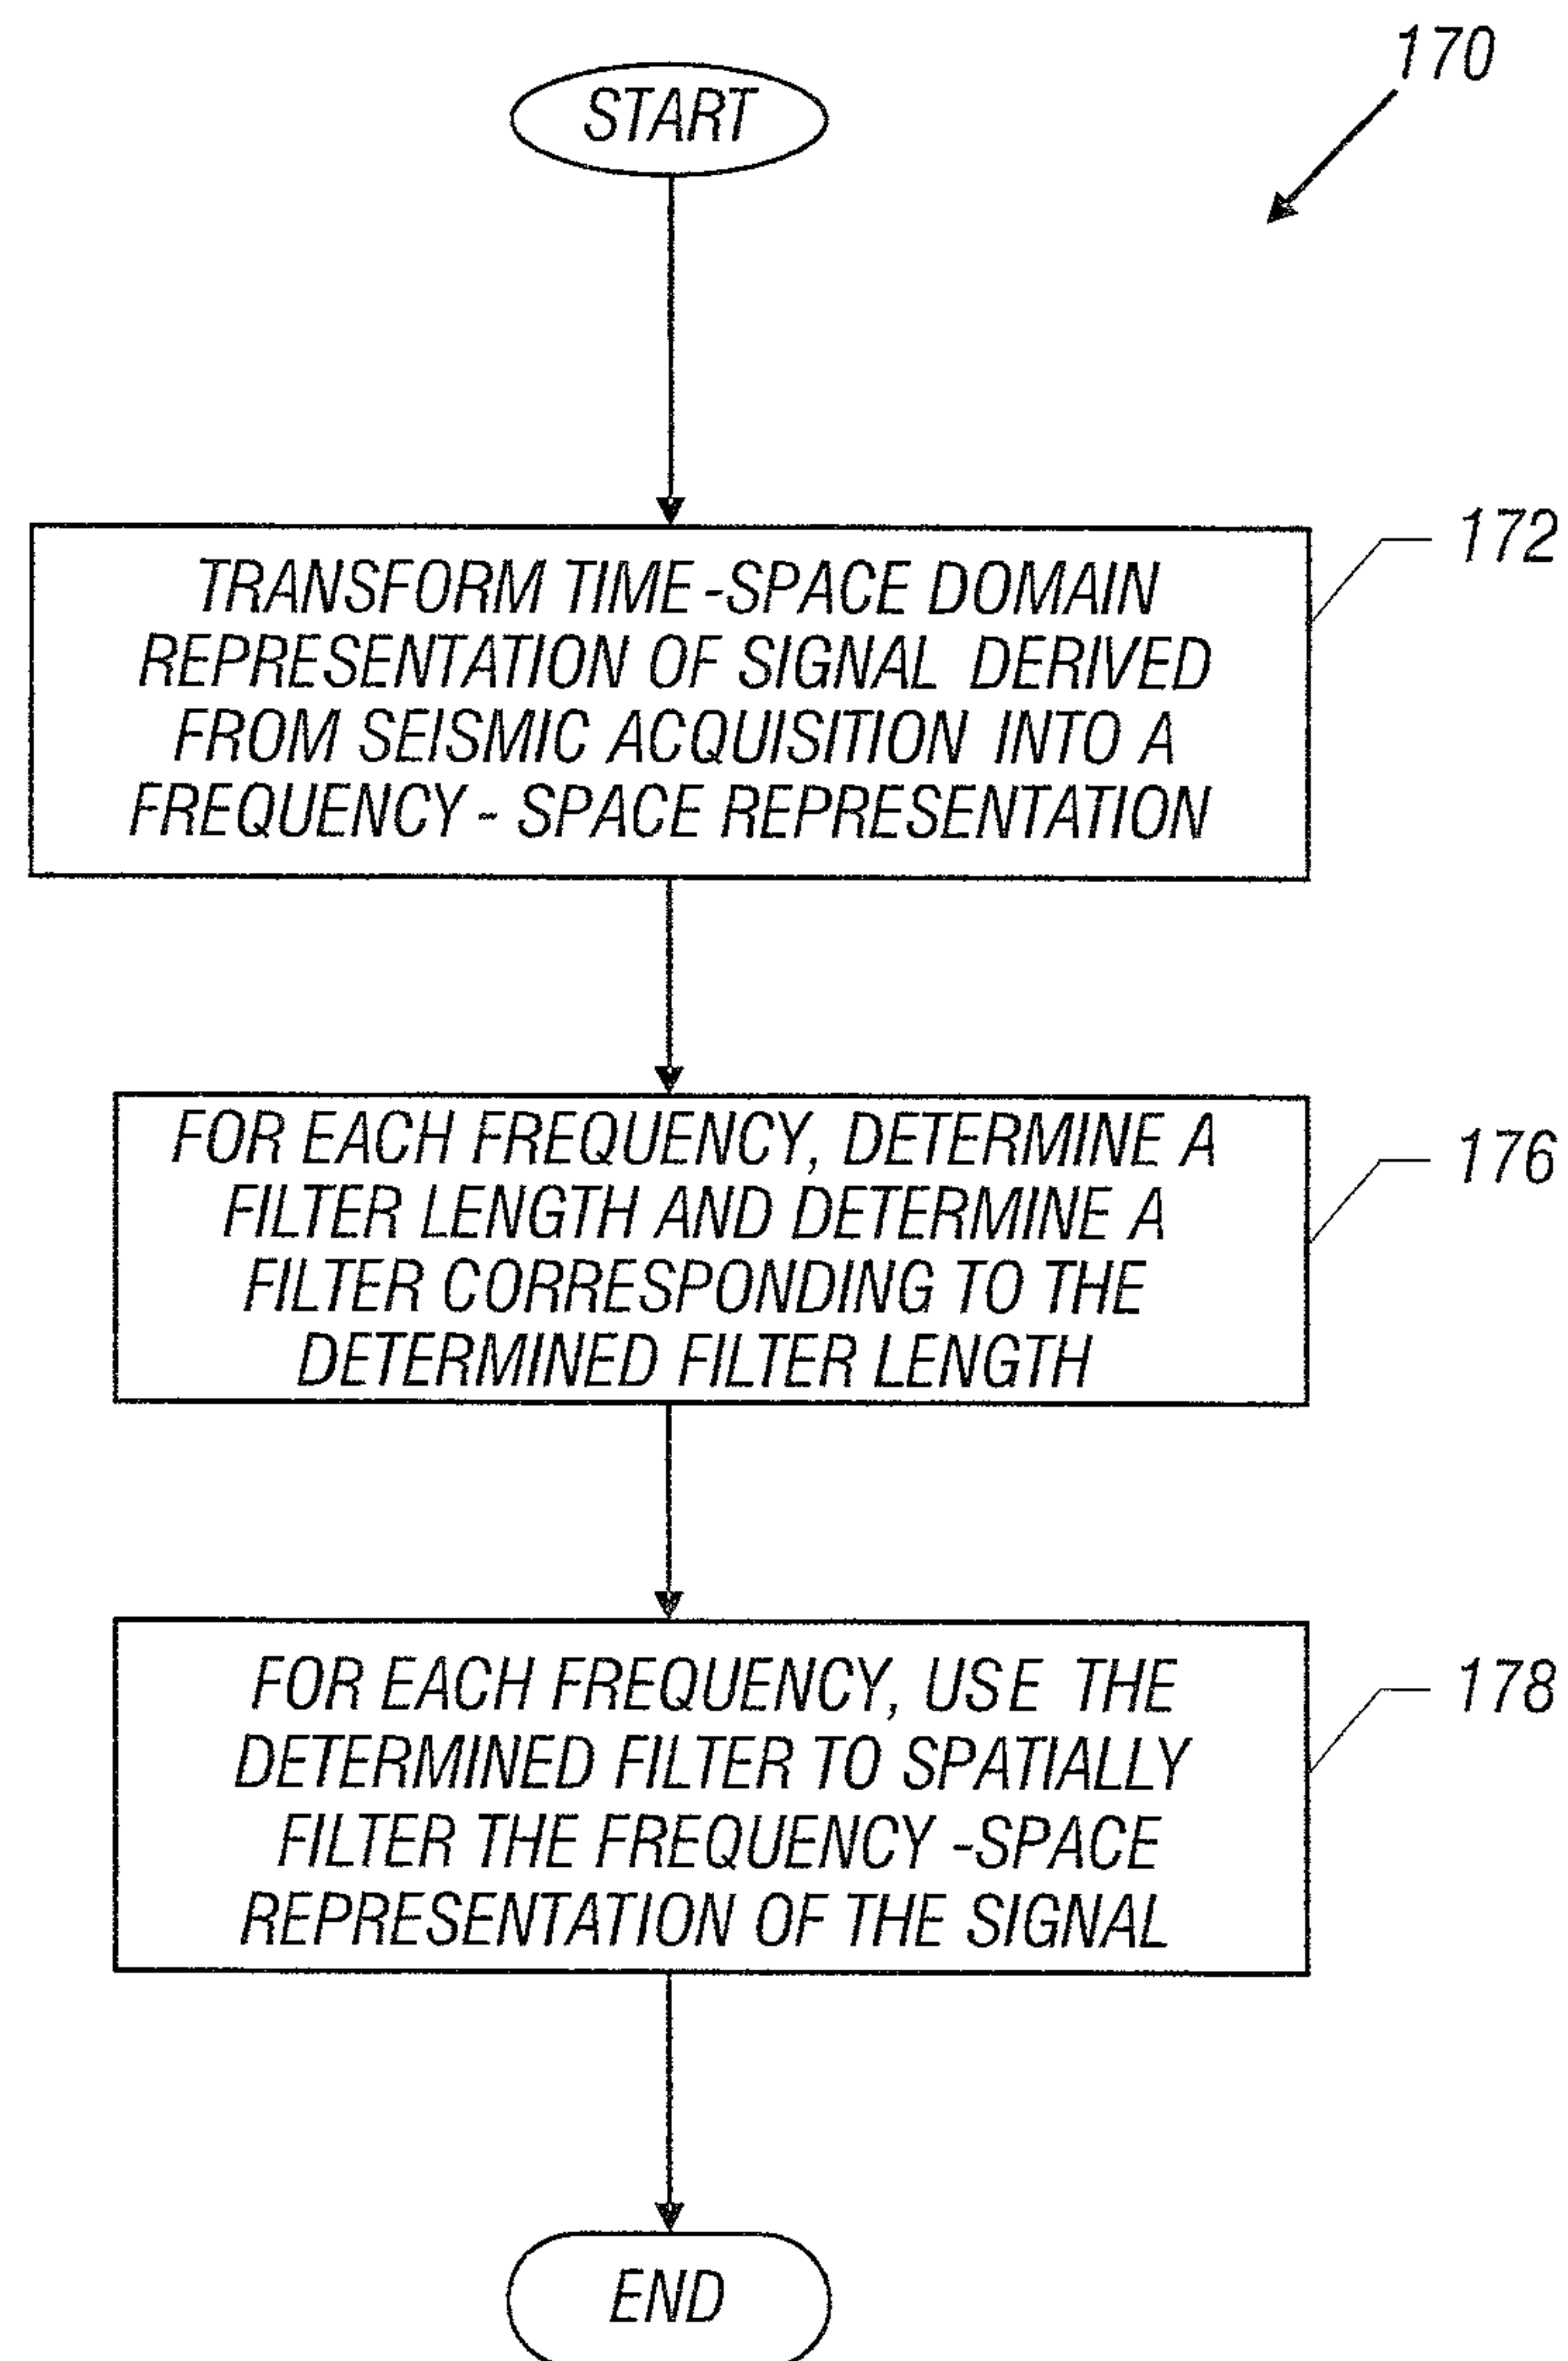 170
START
TRANSFORM TIME-SPACE DOMAIN
REPRESENTATION OF SIGNAL DERIVED
FROM SEISMIC ACQUISITION INTO A
FREQUENCY - SPACE REPRESENTATION
172
FOR EACH FREQUENCY, DETERMINE A
FILTER LENGTH AND DETERMINE A
FILTER CORRESPONDING TO THE
DETERMINED FILTER LENGTH
176
FOR EACH FREQUENCY, USE THE
DETERMINED FILTER TO SPATIALLY
FILTER THE FREQUENCY -SPACE
REPRESENTATION OF THE SIGNAL
178
END